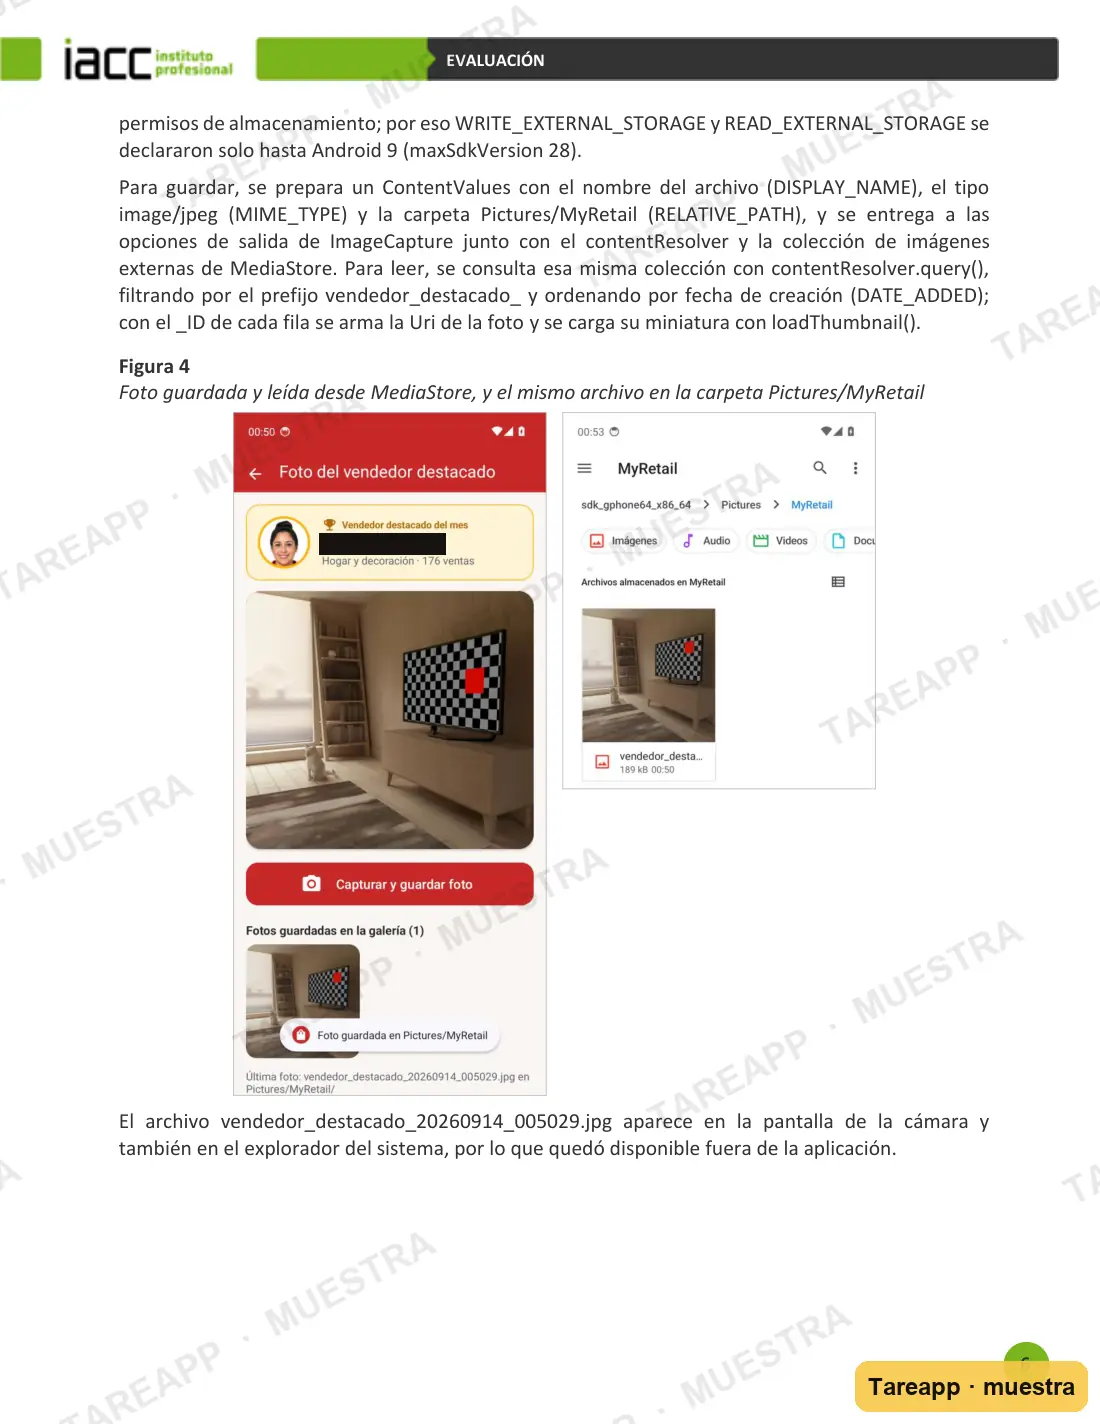 iacc instituto profesional
EVALUACIÓN
permisos de almacenamiento; por eso WRITE_EXTERNAL_STORAGE y READ_EXTERNAL_STORAGE se
declararon solo hasta Android 9 (maxSdkVersion 28).
Para guardar, se prepara un ContentValues con el nombre del archivo (DISPLAY_NAME), el tipo
image/jpeg (MIME_TYPE) y la carpeta Pictures/MyRetail (RELATIVE_PATH), y se entrega a las
opciones de salida de ImageCapture junto con el contentResolver y la colección de imágenes
externas de MediaStore. Para leer, se consulta esa misma colección con contentResolver.query(),
filtrando por el prefijo vendedor_destacado_ y ordenando por fecha de creación (DATE_ADDED);
con el _ID de cada fila se arma la Uri de la foto y se carga su miniatura con loadThumbnail().
Figura 4
Foto guardada y leída desde MediaStore, y el mismo archivo en la carpeta Pictures/MyRetail
00:50
Foto del vendedor destacado
Vendedor destacado del mes
Hogar y decoración · 176 ventas
Capturar y guardar foto
Fotos guardadas en la galería (1)
Foto guardada en Pictures/MyRetail
Última foto: vendedor_destacado_20260914_005029.jpg en
Pictures/MyRetail/
00:53
MyRetail
sdk_gphone64_x86_64 > Pictures > MyRetail
Imágenes
Audio
Videos
Docu
Archivos almacenados en MyRetail
vendedor_desta...
189 kB 00:50
El archivo vendedor_destacado_20260914_005029.jpg aparece en la pantalla de la cámara y
también en el explorador del sistema, por lo que quedó disponible fuera de la aplicación.
Tareapp · muestra
TAREAPP · MUESTRA